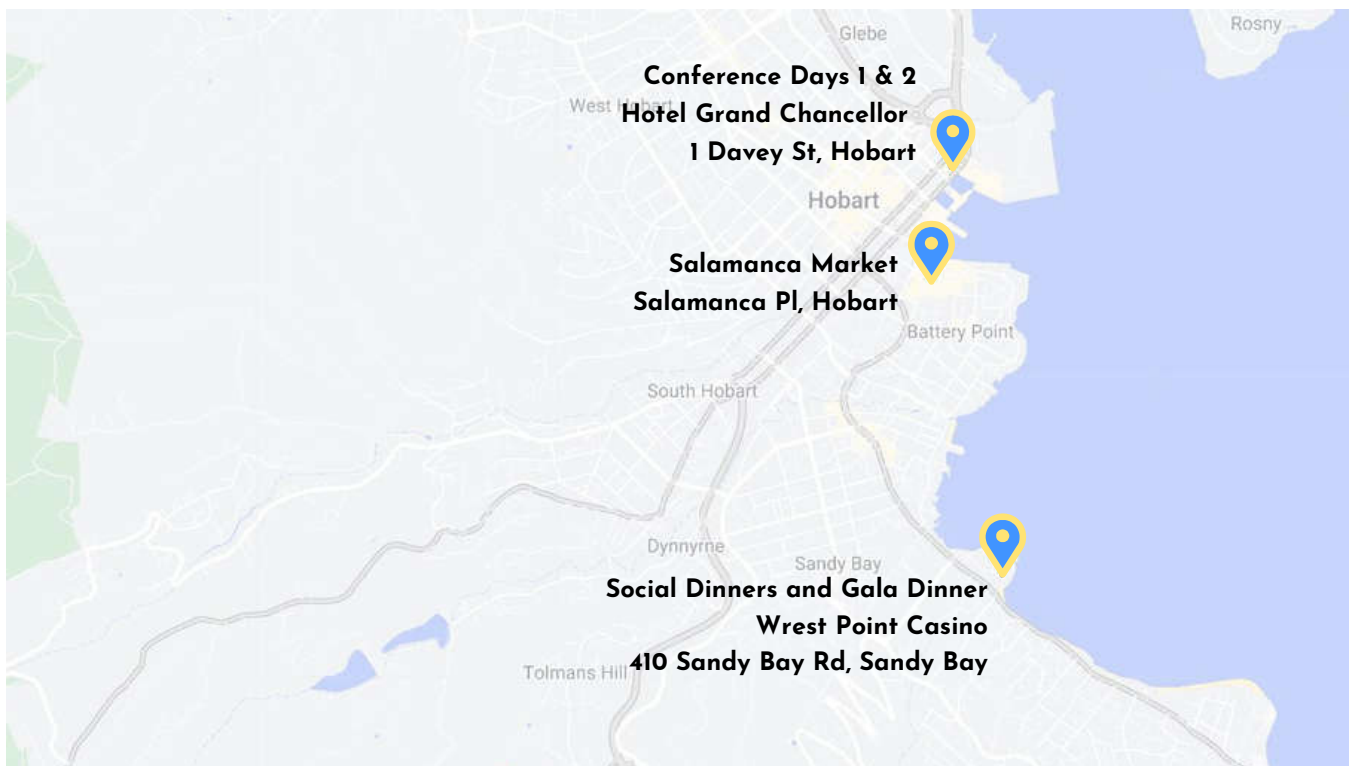 Glebe
Rosny
Conference Days 1 & 2
West Hobart
Hotel Grand Chancellor
1 Davey St, Hobart
Hobart
Salamanca Market
Salamanca Pl, Hobart
Battery Point
South Hobart
Dynnyrne
Sandy Bay
Social Dinners and Gala Dinner
Wrest Point Casino
410 Sandy Bay Rd, Sandy Bay
Tolmans Hill